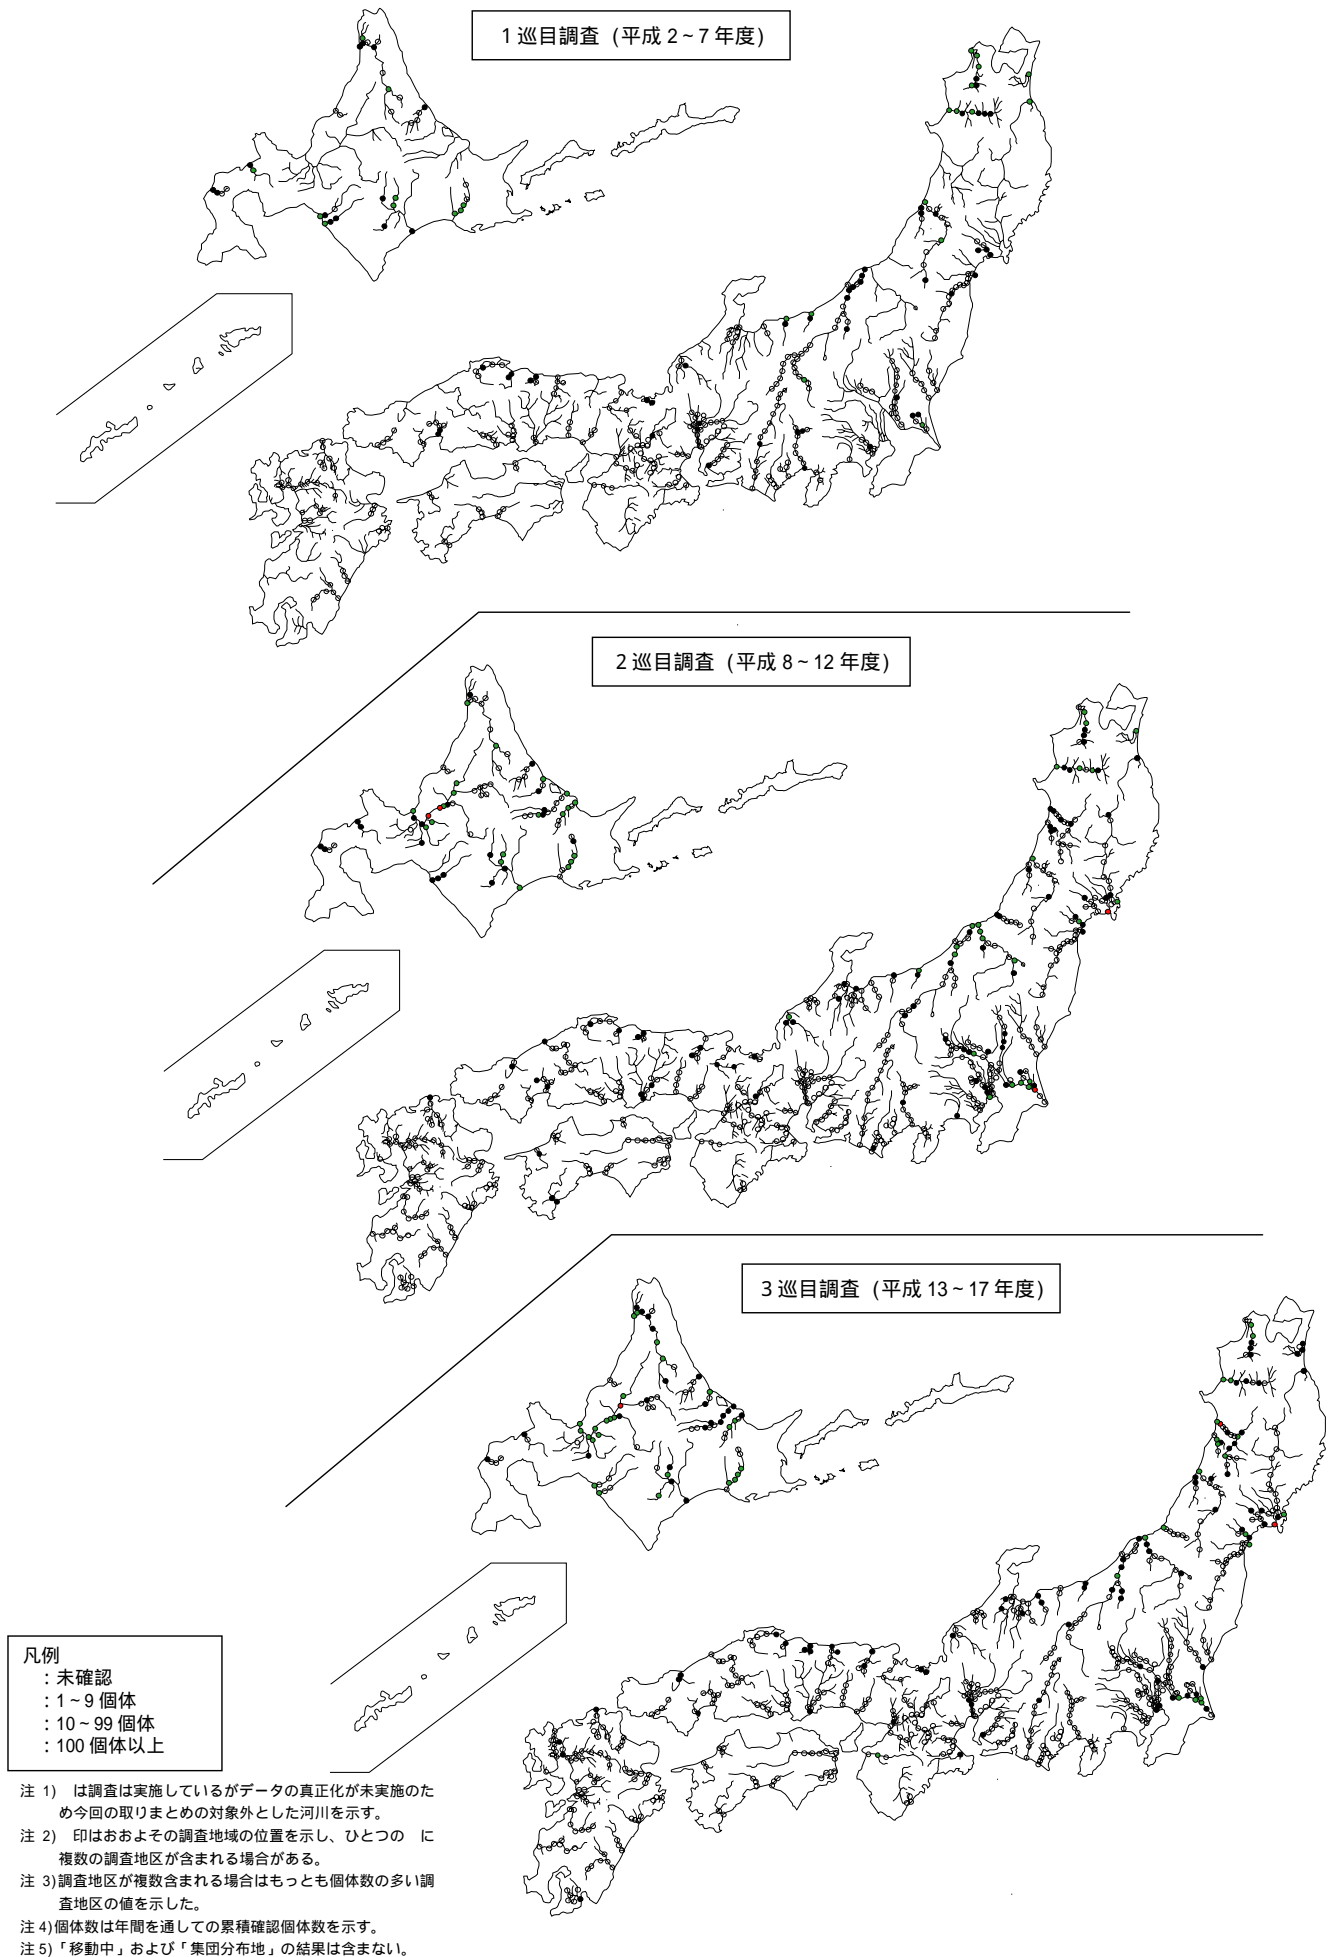 1巡目調査 (平成 2~7 年度)
2巡目調査 (平成 8~12 年度)
3巡目調査 (平成 13~17 年度)
凡例
:未確認
:1~9 個体
:10~99 個体
:100 個体以上
注 1) は調査は実施しているがデータの真正化が未実施のた
め今回の取りまとめの対象外とした河川を示す。
注 2) 印はおおよその調査地域の位置を示し、ひとつの に
複数の調査地区が含まれる場合がある。
注 3)調査地区が複数含まれる場合はもっとも個体数の多い調
査地区の値を示した。
注 4)個体数は年間を通しての累積確認個体数を示す。
注 5)「移動中」および「集団分布地」の結果は含まない。